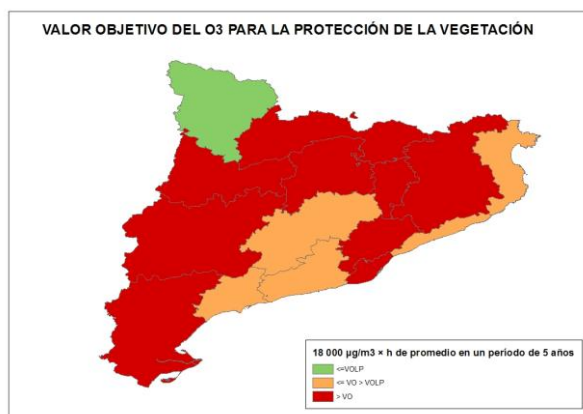 VALOR OBJETIVO DEL O3 PARA LA PROTECCIÓN DE LA VEGETACIÓN
18 000 µg/m3 × h de promedio en un período de 5 años
<=VOLP
<= VO > VOLP
> VO